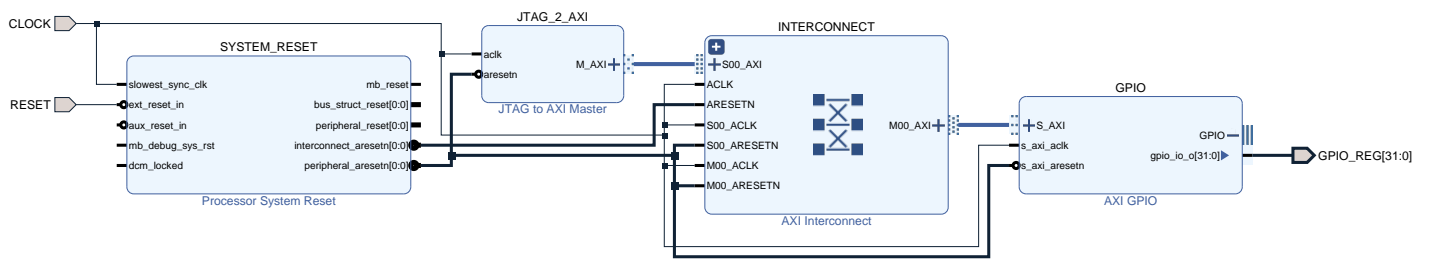 CLOCK
RESET
SYSTEM_RESET
slowest_sync_clk
ext_reset_in
aux_reset_in
mb_debug_sys_rst
dcm_locked
mb_reset
bus_struct_reset[0:0]
peripheral_reset[0:0]
interconnect_aresetn[0:0]
peripheral_aresetn[0:0]
Processor System Reset
JTAG_2_AXI
aclk
aresetn
M_AXI
JTAG to AXI Master
INTERCONNECT
S00_AXI
ACLK
ARESETN
S00_ACLK
S00_ARESETN
M00_ACLK
M00_ARESETN
M00_AXI
AXI Interconnect
GPIO
S_AXI
s_axi_aclk
s_axi_aresetn
GPIO
gpio_io_o[31:0]
AXI GPIO
GPIO_REG[31:0]